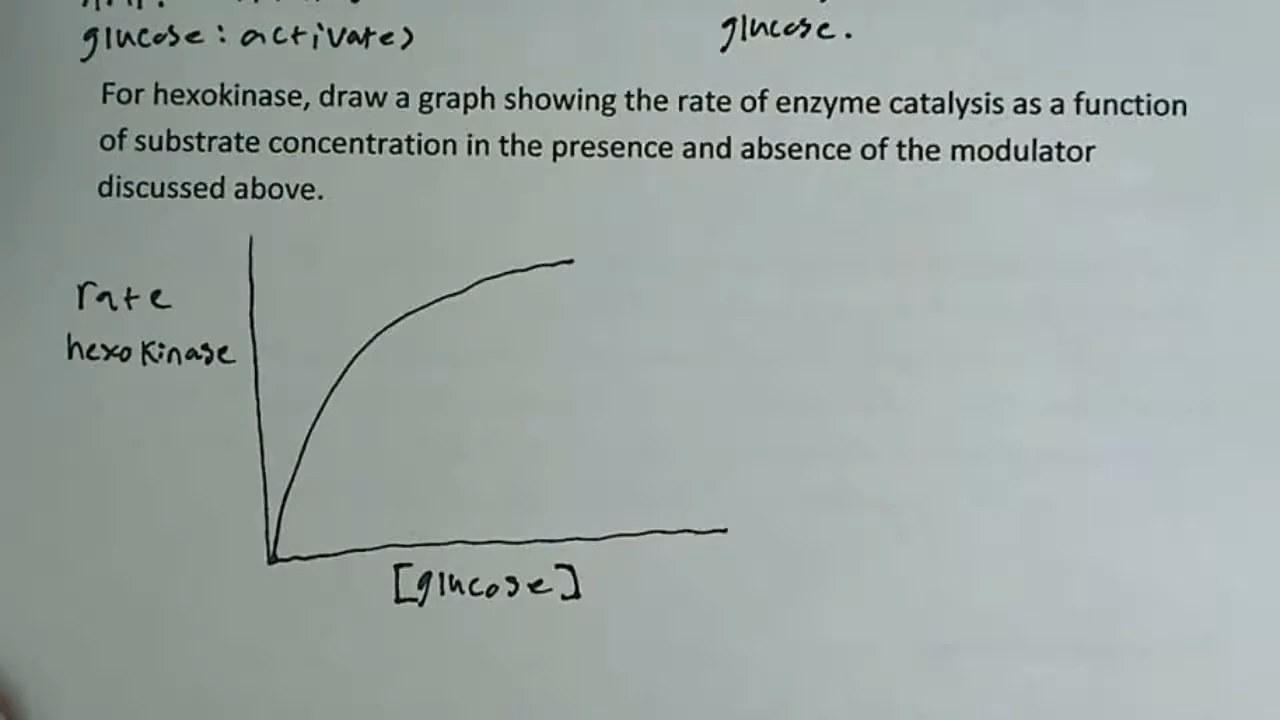 glucose: activates
glucose.
For hexokinase, draw a graph showing the rate of enzyme catalysis as a function
of substrate concentration in the presence and absence of the modulator
discussed above.
rate
hexokinase
[glucose]